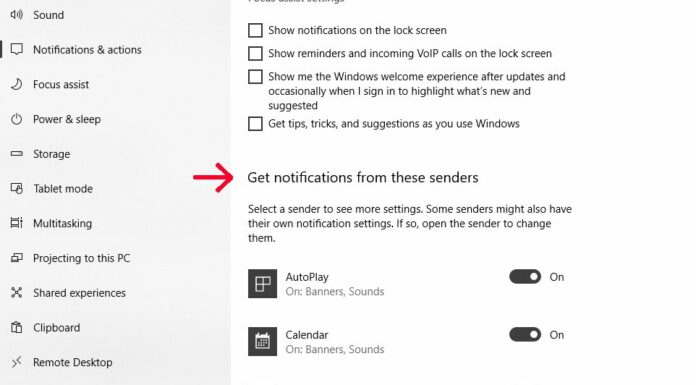 Sound
Notifications & actions
Focus assist
Power & sleep
Storage
Tablet mode
Multitasking
Projecting to this PC
Shared experiences
Clipboard
Remote Desktop
Focus assist settings
Show notifications on the lock screen
Show reminders and incoming VoIP calls on the lock screen
Show me the Windows welcome experience after updates and
occasionally when I sign in to highlight what's new and
suggested
Get tips, tricks, and suggestions as you use Windows
Get notifications from these senders
Select a sender to see more settings. Some senders might also have
their own notification settings. If so, open the sender to change
them.
AutoPlay
On: Banners, Sounds
On
Calendar
On: Banners, Sounds
On